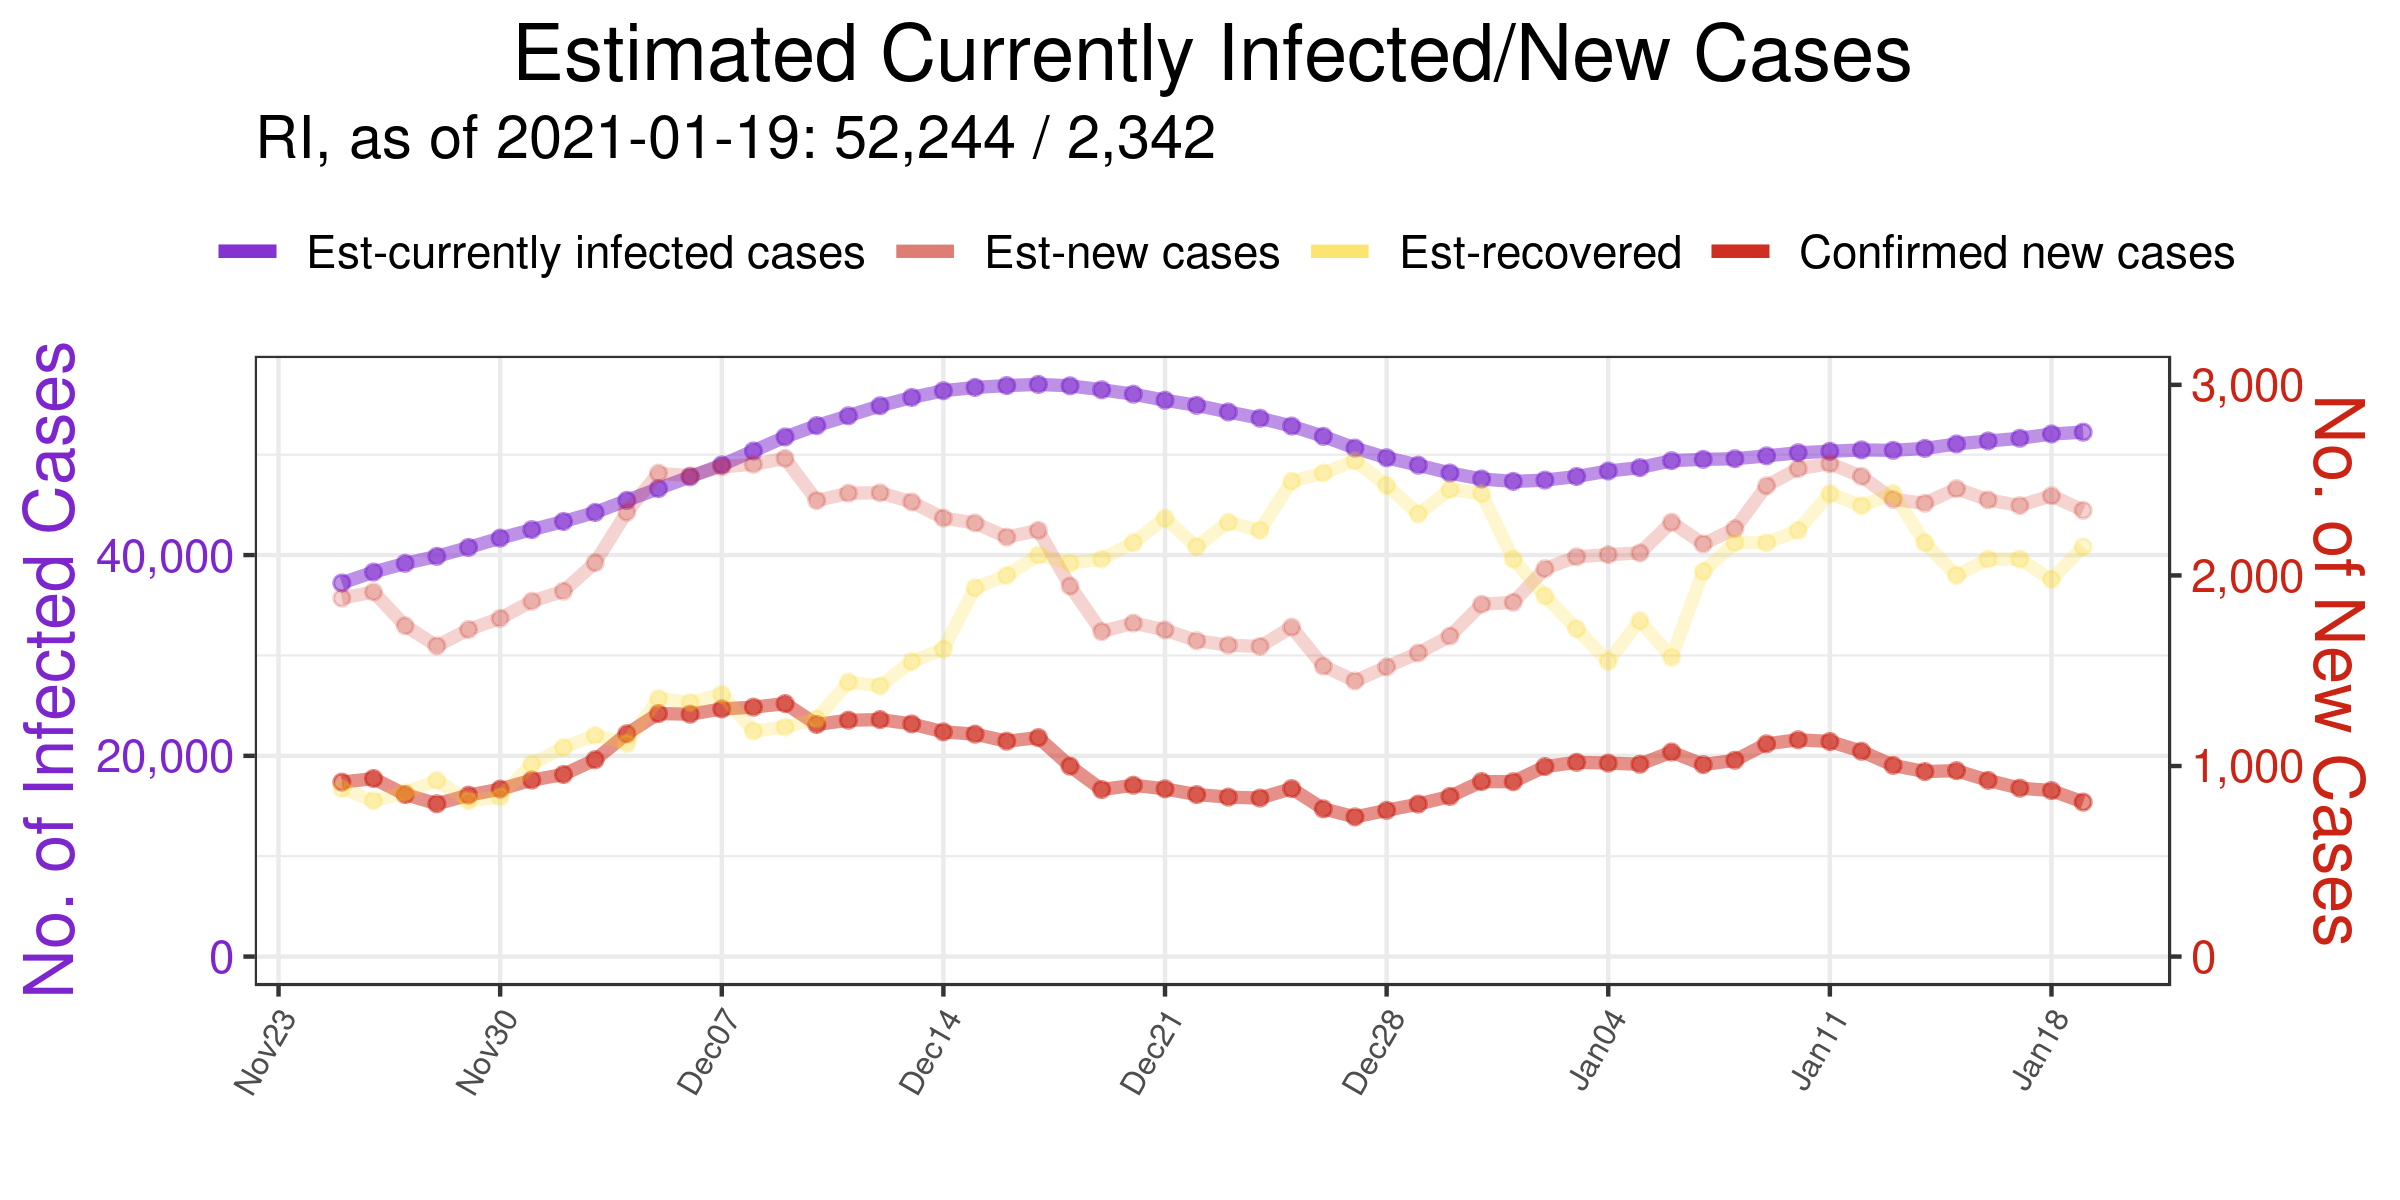 Estimated Currently Infected/New Cases
RI, as of 2021-01-19: 52,244 / 2,342
Est-currently infected cases Est-new cases Est-recovered Confirmed new cases
No. of Infected Cases
40,000
20,000
0
3,000
2,000
1,000
0
No. of New Cases
Nov23 Nov30 Dec07 Dec14 Dec21 Dec28 Jan04 Jan11 Jan18